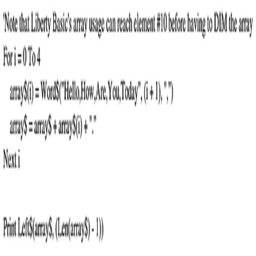 'Note that Liberty Basic's array usage can reach element #10 before having to DIM the array
For i = 0 To 4
array$(i) = Word$("Hello,How,Are,You,Today", (i + 1), ",")
array$ = array$ + array$(i) + "."
Next i
Print Left$(array$, (Len(array$) - 1))